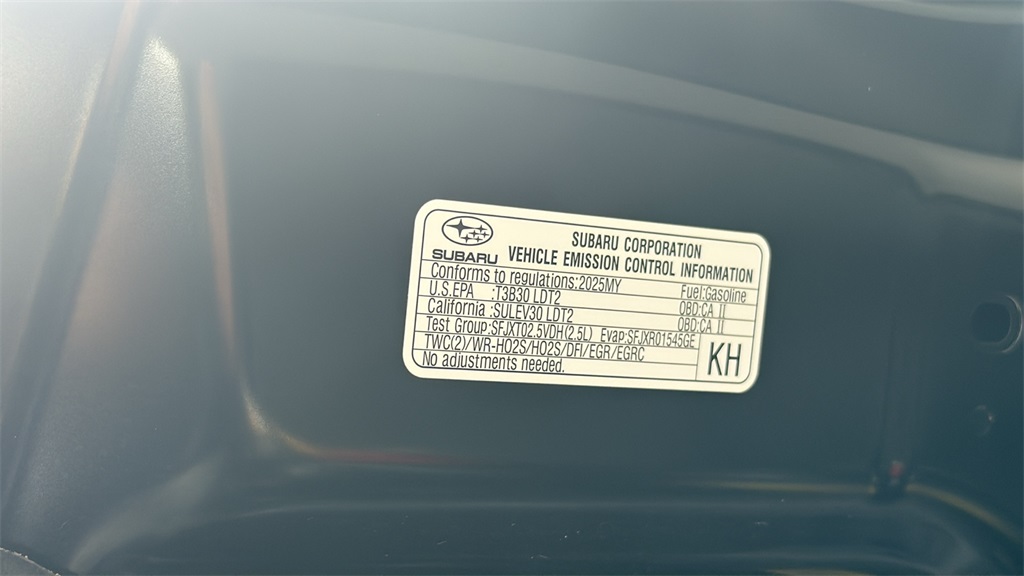 SUBARU CORPORATION
SUBARU VEHICLE EMISSION CONTROL INFORMATION
Conforms to regulations:2025MY Fuel:Gasoline
U.S.EPA :T3B30 LDT2 OBD:CA II
California :SULEV30 LDT2 OBD:CA II
Test Group:SFJXT02.5VDH(2.5L) Evap:SFJXR01545GE
TWC(2)/WR-HO2S/HO2S/DFI/EGR/EGRC
No adjustments needed.
KH